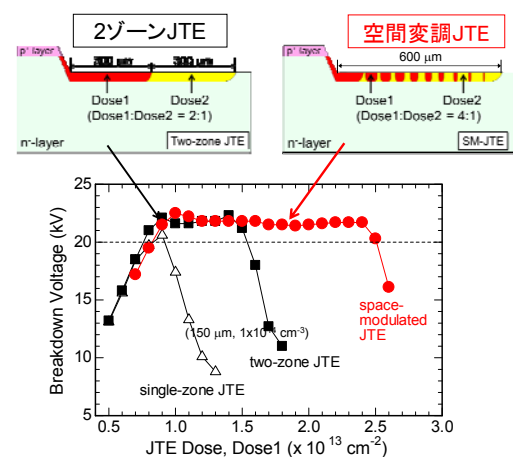 2ゾーンJTE
空間変調JTE
p⁺ layer
300 μm
300 μm
Dose1
Dose2
(Dose1:Dose2 = 2:1)
n⁻-layer
Two-zone JTE
p⁺ layer
600 μm
Dose1
Dose2
(Dose1:Dose2 = 4:1)
n⁻-layer
SM-JTE
Breakdown Voltage (kV)
25
20
15
10
5
(150 μm, 1x10¹⁴ cm⁻³)
single-zone JTE
two-zone JTE
space-
modulated
JTE
0.5 1.0 1.5 2.0 2.5 3.0
JTE Dose, Dose1 (x 10 ¹³ cm⁻²)